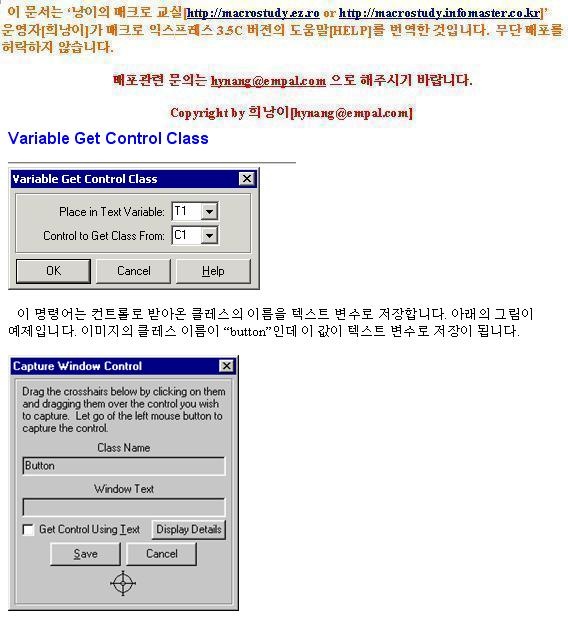 이 문서는 ‘낭이의 매크로 교실[http://macrostudy.ez.ro or http://macrostudy.infomaster.co.kr]’
운영자[희낭이]가 매크로 익스프레스 3.5C 버젼의 도움말[HELP]를 번역한 것입니다. 무단 배포를
허락하지 않습니다.
배포관련 문의는 hynang@empal.com 으로 해주시기 바랍니다.
Copyright by 희낭이[hynang@empal.com]
Variable Get Control Class
Variable Get Control Class
Place in Text Variable: T1
Control to Get Class From: C1
OK Cancel Help
이 명령어는 컨트롤로 받아온 클레스의 이름을 텍스트 변수로 저장합니다. 아래의 그림이
예제입니다. 이미지의 클레스 이름이 “button”인데 이 값이 텍스트 변수로 저장이 됩니다.
Capture Window Control
Drag the crosshairs below by clicking on them
and dragging them over the control you wish
to capture. Let go of the left mouse button to
capture the control.
Class Name
Button
Window Text
Get Control Using Text Display Details
Save Cancel